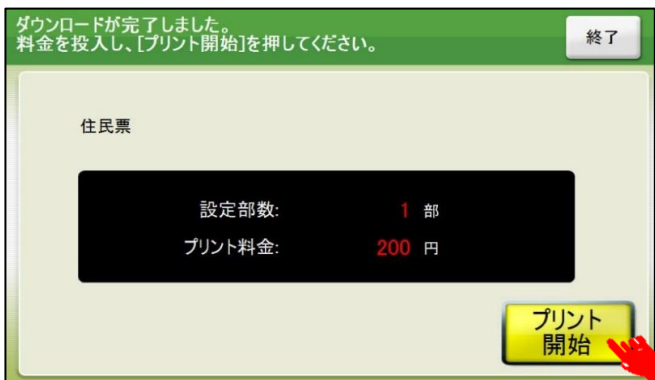 ダウンロードが完了しました。
料金を投入し、[プリント開始]を押してください。
終了
住民票
設定部数: 1 部
プリント料金: 200 円
プリント
開始